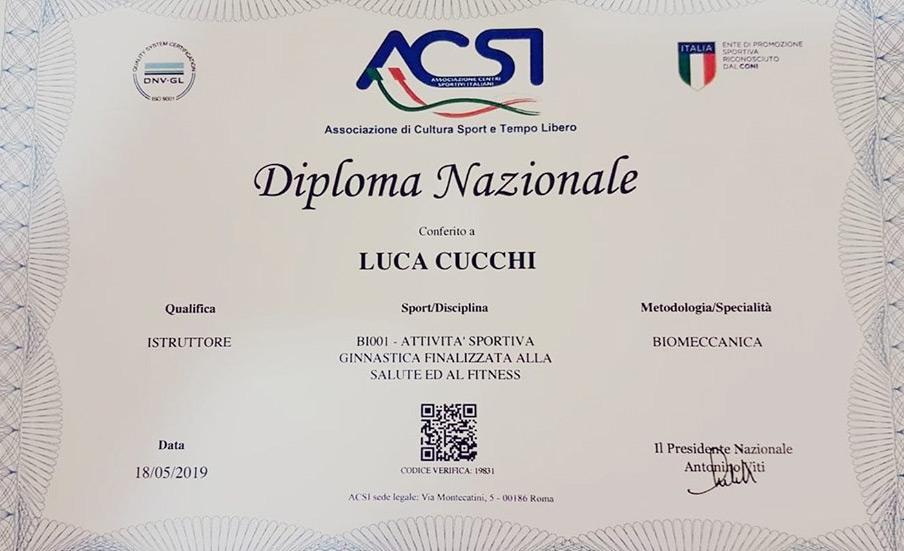 QUALITY SYSTEM CERTIFICATION
DNV·GL
ISO 9001
ACSI
ASSOCIAZIONE CENTRI
SPORTIVI ITALIANI
Associazione di Cultura Sport e Tempo Libero
ITALIA
ENTE DI PROMOZIONE
SPORTIVA
RICONOSCIUTO
DAL CONI
Diploma Nazionale
Conferito a
LUCA CUCCHI
Qualifica
ISTRUTTORE
Sport/Disciplina
BI001 - ATTIVITA' SPORTIVA
GINNASTICA FINALIZZATA ALLA
SALUTE ED AL FITNESS
Metodologia/Specialità
BIOMECCANICA
Data
18/05/2019
CODICE VERIFICA: 19831
Il Presidente Nazionale
Antonino Viti
ACSI sede legale: Via Montecatini, 5 - 00186 Roma